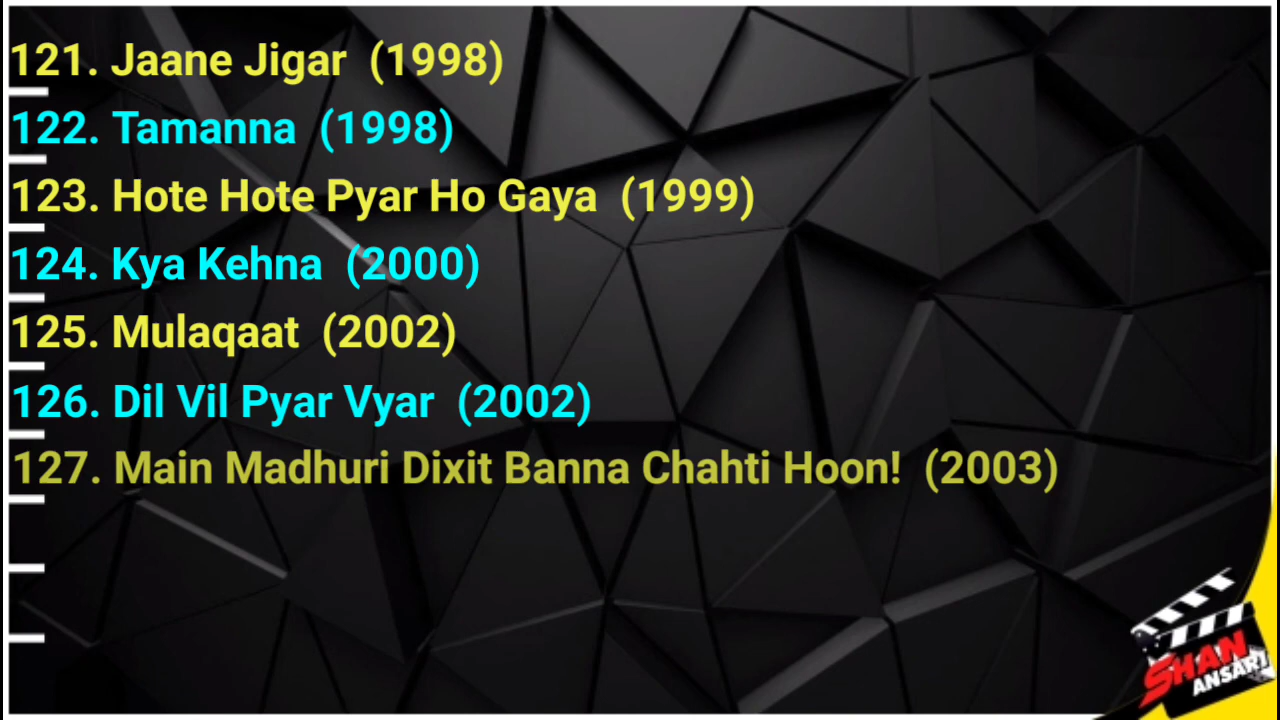 121. Jaane Jigar (1998)
122. Tamanna (1998)
123. Hote Hote Pyar Ho Gaya (1999)
124. Kya Kehna (2000)
125. Mulaqaat (2002)
126. Dil Vil Pyar Vyar (2002)
127. Main Madhuri Dixit Banna Chahti Hoon! (2003)
SHAN
ANSARI